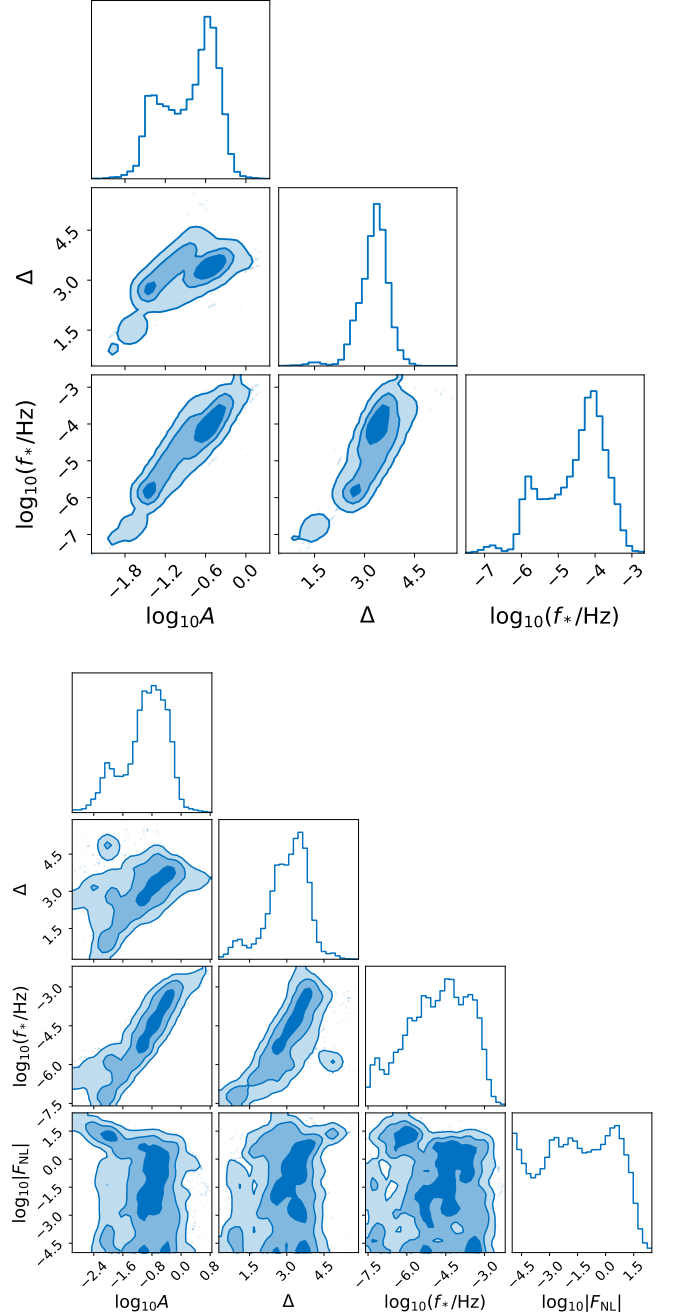 4.5
3.0
1.5
Δ
−3
−4
−5
−6
−7
log₁₀(f∗/Hz)
−1.8 −1.2 −0.6 0.0
1.5 3.0 4.5
−7 −6 −5 −4 −3
log₁₀A Δ log₁₀(f∗/Hz)
4.5
3.0
1.5
Δ
−3.0
−4.5
−6.0
−7.5
log₁₀(f∗/Hz)
1.5
0.0
−1.5
−3.0
−4.5
log₁₀|F_NL|
−2.4 −1.6 −0.8 0.0 0.8
1.5 3.0 4.5
−7.5 −6.0 −4.5 −3.0
−4.5 −3.0 −1.5 0.0 1.5
log₁₀A Δ log₁₀(f∗/Hz) log₁₀|F_NL|